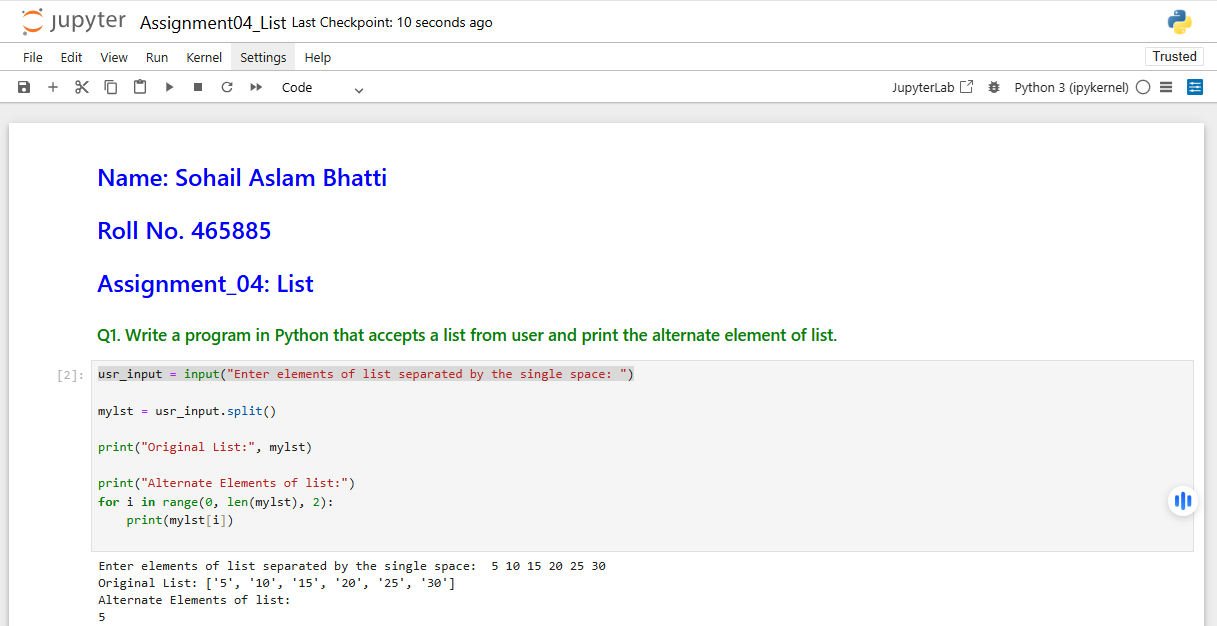 jupyter Assignment04_List Last Checkpoint: 10 seconds ago
File Edit View Run Kernel Settings Help Trusted
Code JupyterLab Python 3 (ipykernel)
Name: Sohail Aslam Bhatti
Roll No. 465885
Assignment_04: List
Q1. Write a program in Python that accepts a list from user and print the alternate element of list.
[2]: usr_input = input("Enter elements of list separated by the single space: ")
mylst = usr_input.split()
print("Original List:", mylst)
print("Alternate Elements of list:")
for i in range(0, len(mylst), 2):
    print(mylst[i])
Enter elements of list separated by the single space:  5 10 15 20 25 30
Original List: ['5', '10', '15', '20', '25', '30']
Alternate Elements of list:
5